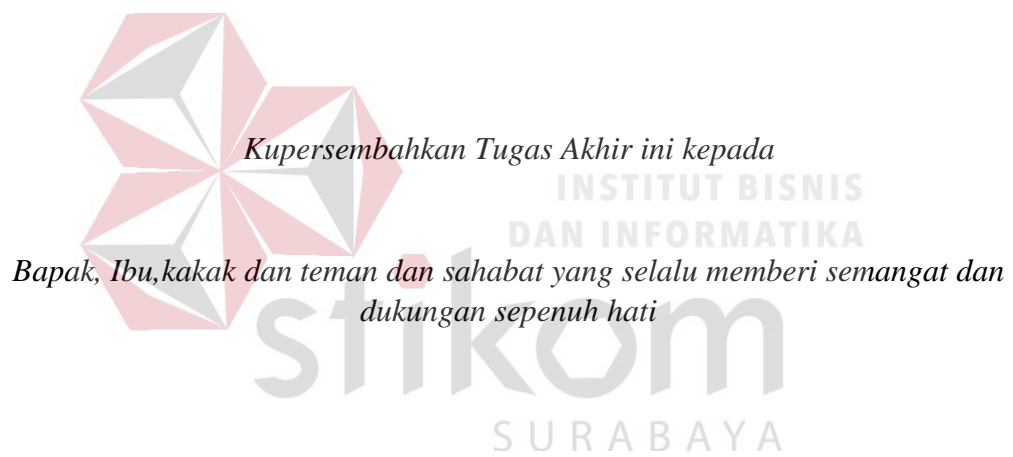 Kupersembahkan Tugas Akhir ini kepada
INSTITUT BISNIS
DAN INFORMATIKA
Bapak, Ibu,kakak dan teman dan sahabat yang selalu memberi semangat dan
dukungan sepenuh hati
stikom
SURABAYA